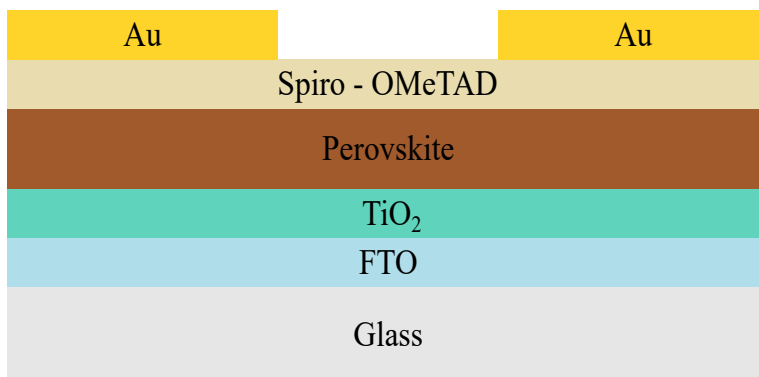 Au Au
Spiro - OMeTAD
Perovskite
TiO₂
FTO
Glass